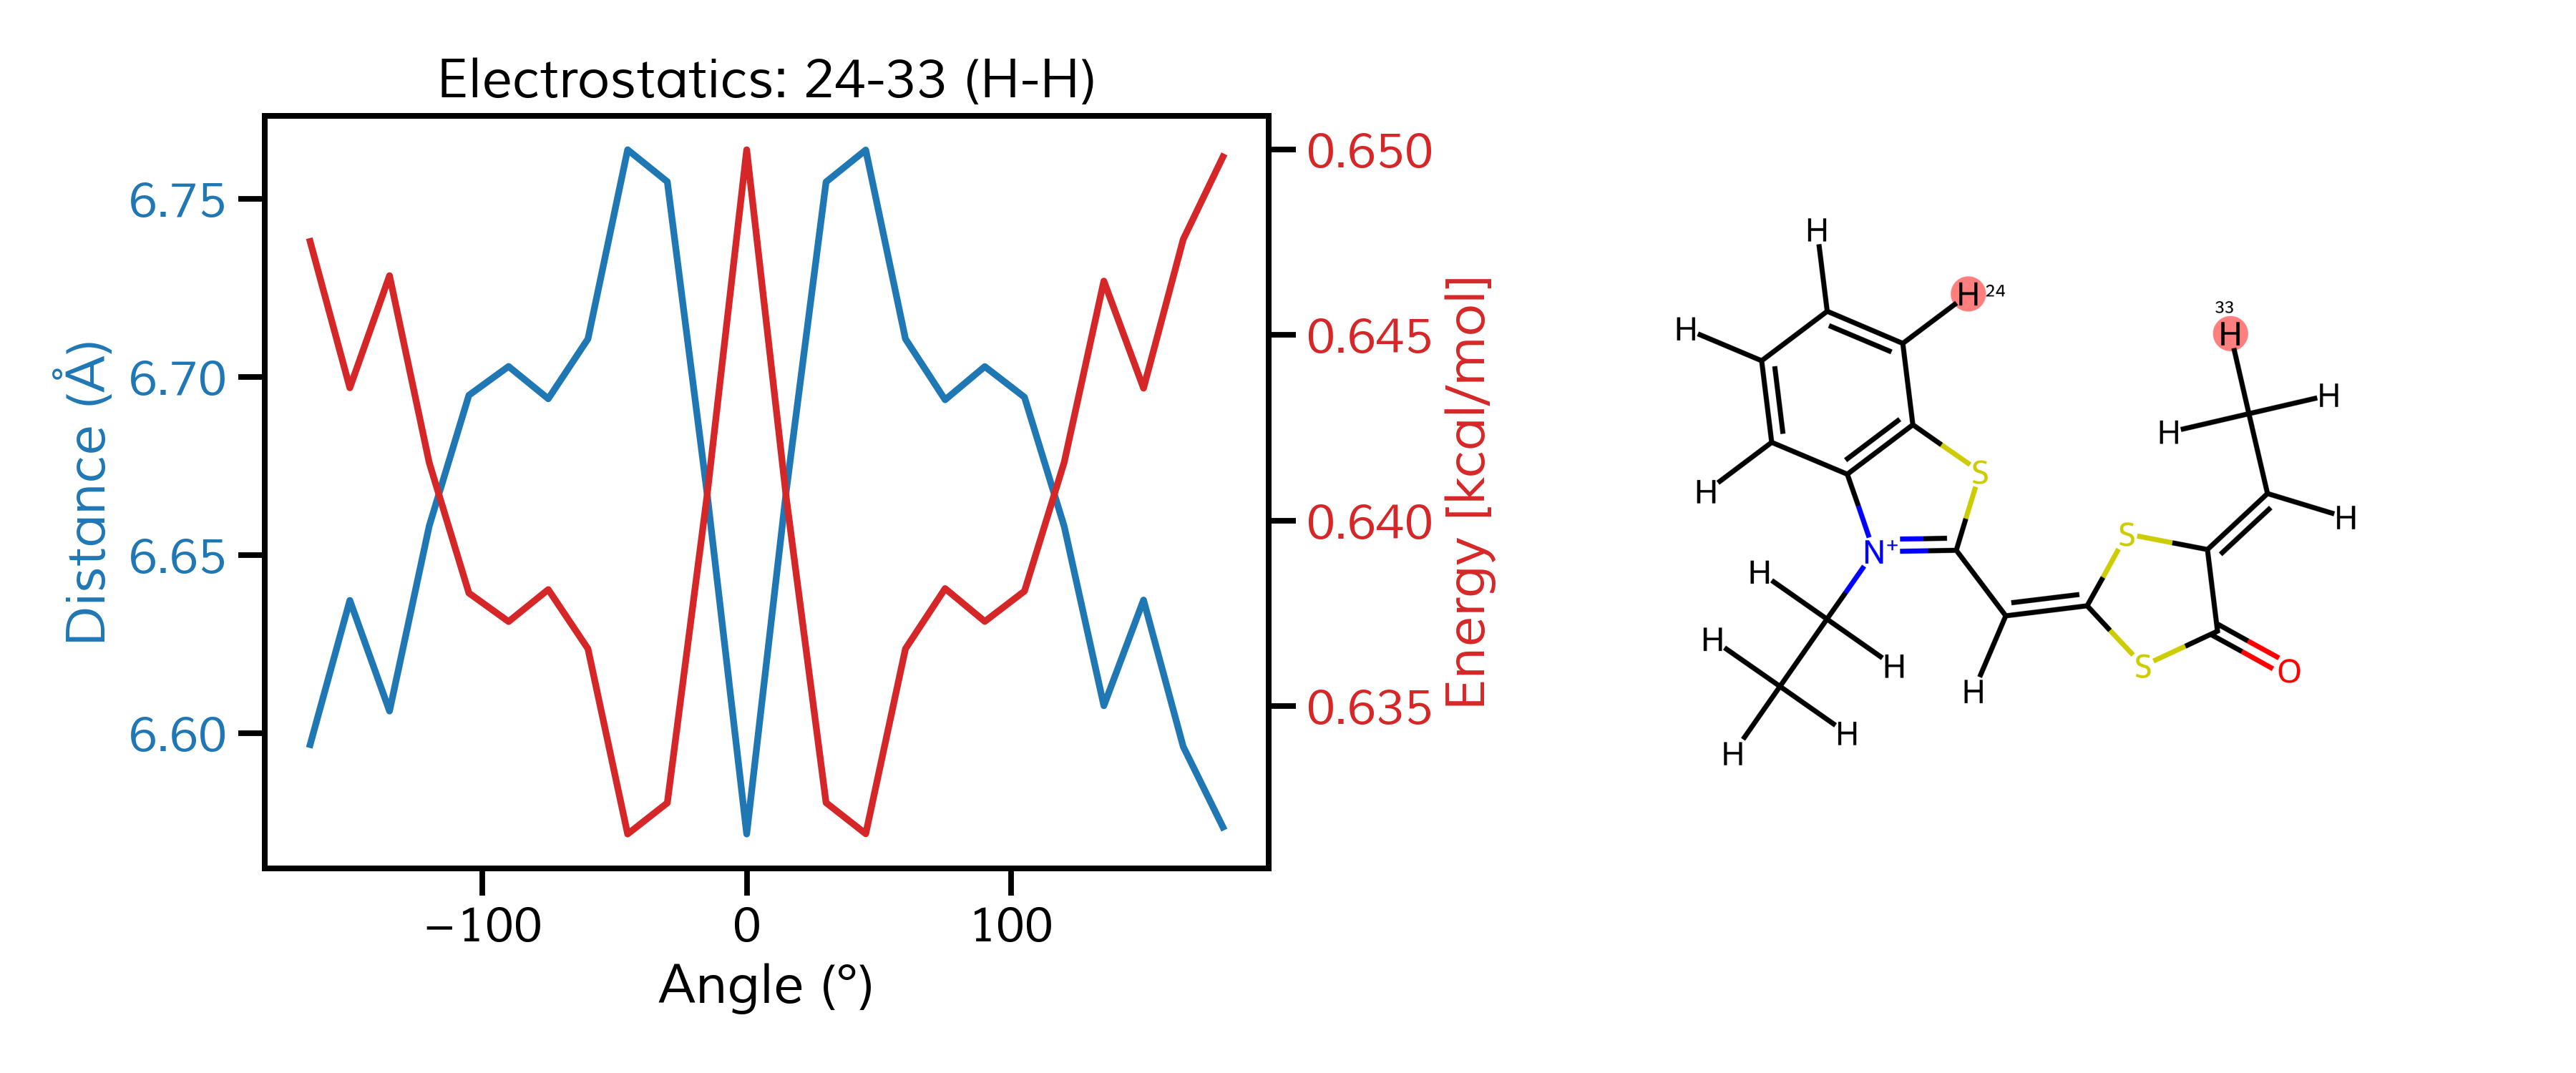 Electrostatics: 24-33 (H-H)
Distance (Å)
6.75
6.70
6.65
6.60
0.650
0.645
0.640
0.635
Energy [kcal/mol]
−100
0
100
Angle (°)
H
H
H 24
33
H
H
H
H
S
H
H
S
N+
H
H
H
H
S
O
H
H